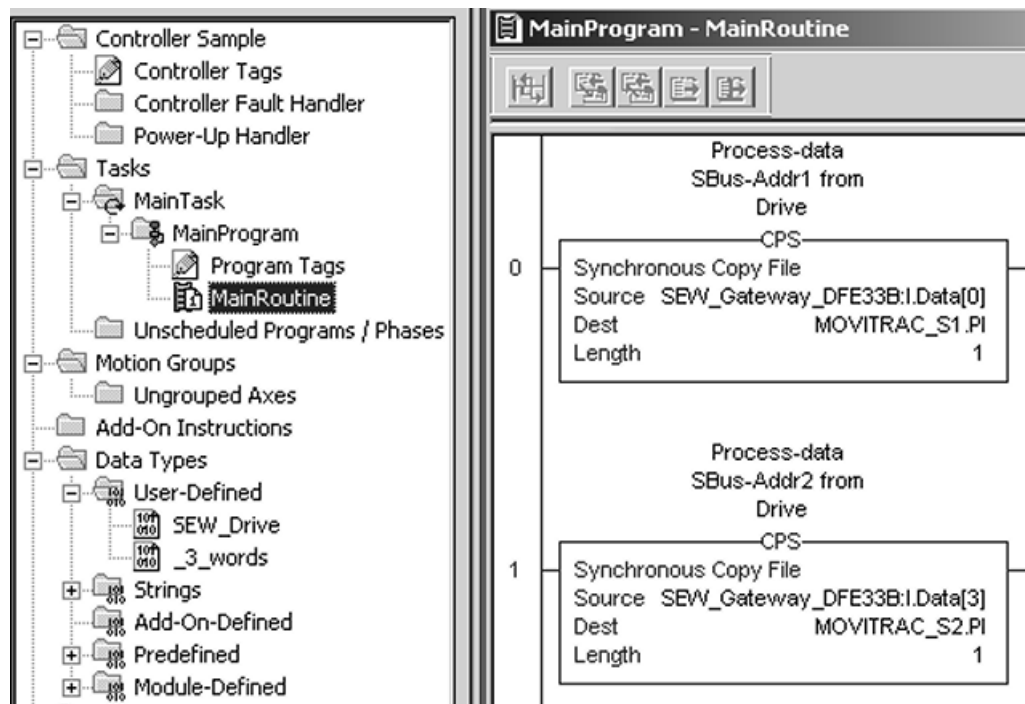 Controller Sample
Controller Tags
Controller Fault Handler
Power-Up Handler
Tasks
MainTask
MainProgram
Program Tags
MainRoutine
Unscheduled Programs / Phases
Motion Groups
Ungrouped Axes
Add-On Instructions
Data Types
User-Defined
SEW_Drive
_3_words
Strings
Add-On-Defined
Predefined
Module-Defined
MainProgram - MainRoutine
Process-data
SBus-Addr1 from
Drive
CPS
0
Synchronous Copy File
Source SEW_Gateway_DFE33B:I.Data[0]
Dest MOVITRAC_S1.PI
Length 1
Process-data
SBus-Addr2 from
Drive
CPS
1
Synchronous Copy File
Source SEW_Gateway_DFE33B:I.Data[3]
Dest MOVITRAC_S2.PI
Length 1